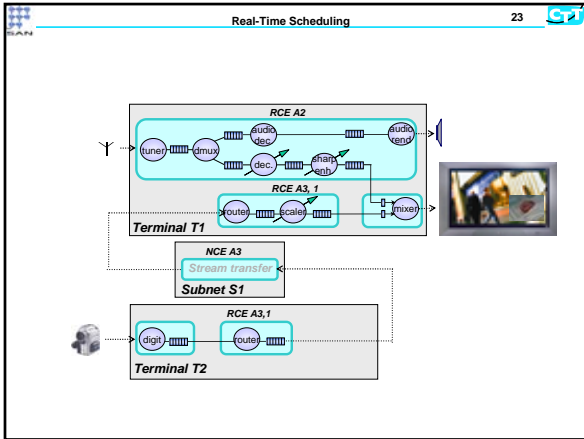 SAN
Real-Time Scheduling
23
CTT
RCE A2
tuner
dmux
audio
dec
audio
rend
dec.
sharp
enh
RCE A3, 1
router
scaler
mixer
Terminal T1
NCE A3
Stream transfer
Subnet S1
RCE A3,1
digit
router
Terminal T2